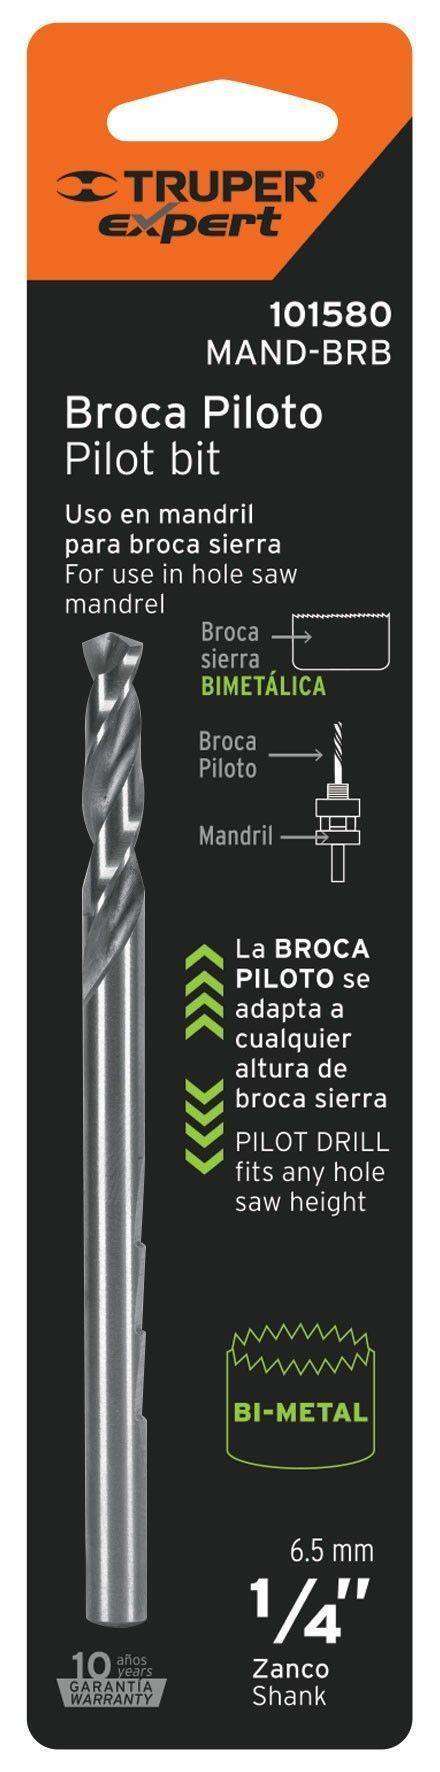 TRUPER®
expert
101580
MAND-BRB
Broca Piloto
Pilot bit
Uso en mandril
para broca sierra
For use in hole saw
mandrel
Broca
sierra
BIMETÁLICA
Broca
Piloto
Mandril
La BROCA
PILOTO se
adapta a
cualquier
altura de
broca sierra
PILOT DRILL
fits any hole
saw height
BI-METAL
6.5 mm
1/4"
Zanco
Shank
10 años
years
GARANTÍA
WARRANTY